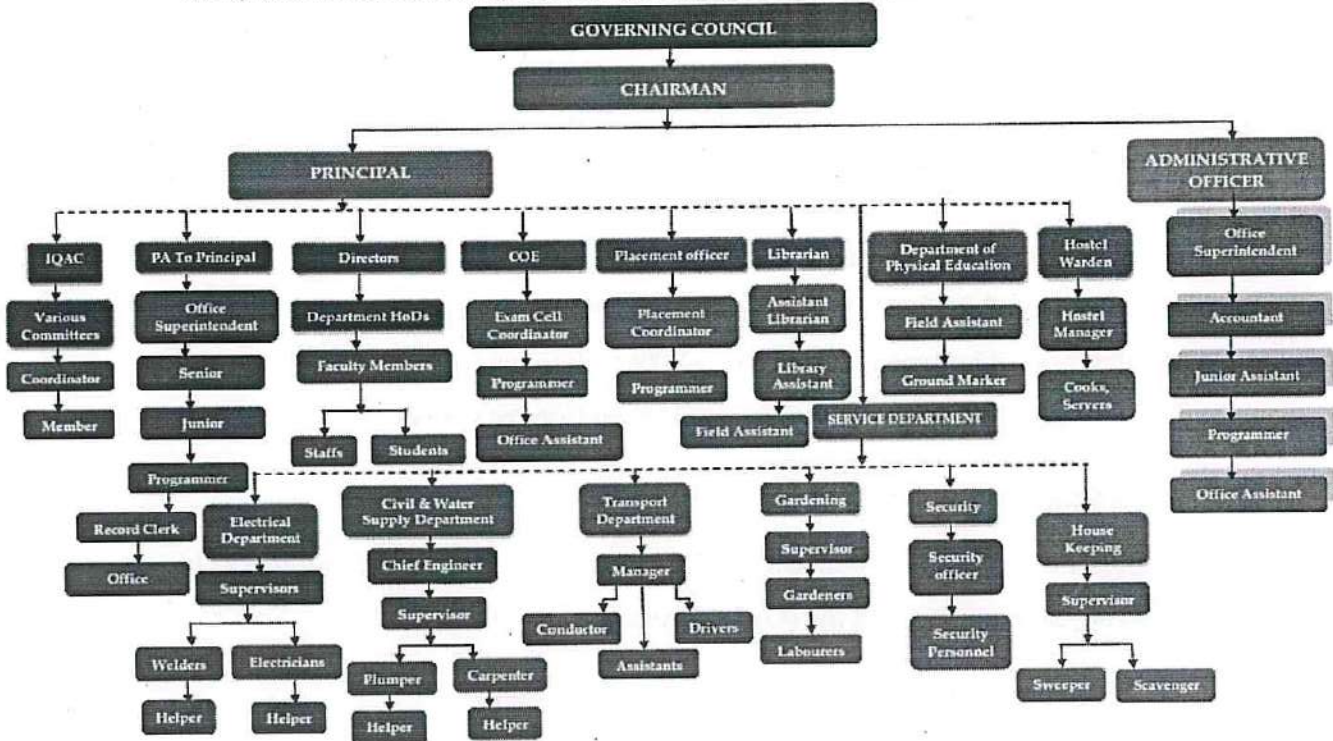 GOVERNING COUNCIL
CHAIRMAN
PRINCIPAL
ADMINISTRATIVE
OFFICER
IQAC
PA To Principal
Directors
COE
Placement officer
Librarian
Department of
Physical Education
Hostel
Warden
Office
Superintendent
Various
Committees
Office
Superintendent
Department HoDs
Exam Cell
Coordinator
Placement
Coordinator
Assistant
Librarian
Field Assistant
Hostel
Manager
Accountant
Coordinator
Senior
Faculty Members
Programmer
Programmer
Library
Assistant
Ground Marker
Cooks,
Servers
Junior Assistant
Member
Junior
Staffs
Students
Office Assistant
Field Assistant
SERVICE DEPARTMENT
Programmer
Programmer
Office Assistant
Record Clerk
Office
Electrical
Department
Civil & Water
Supply Department
Transport
Department
Gardening
Security
House
Keeping
Supervisors
Chief Engineer
Manager
Supervisor
Security
officer
Supervisor
Supervisor
Conductor
Drivers
Assistants
Gardeners
Security
Personnel
Welders
Electricians
Plumper
Carpenter
Labourers
Sweeper
Scavenger
Helper
Helper
Helper
Helper